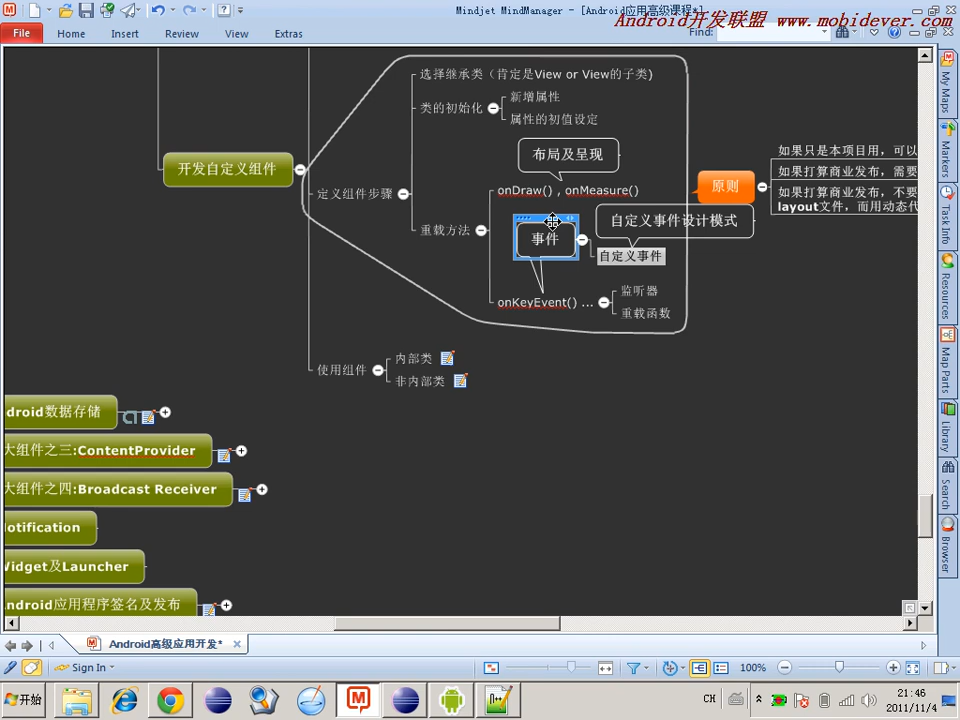 Mindjet MindManager - [Android应用高级课程*]
Android开发联盟 www.mobidever.com
File
Home
Insert
Review
View
Extras
Find:
选择继承类（肯定是View or View的子类)
类的初始化
新增属性
属性的初值设定
布局及呈现
开发自定义组件
定义组件步骤
onDraw() , onMeasure()
原则
如果只是本项目用，可以
如果打算商业发布，需要
如果打算商业发布，不要
layout文件，而用动态代
重载方法
事件
自定义事件设计模式
自定义事件
onKeyEvent() ...
监听器
重载函数
使用组件
内部类
非内部类
droid数据存储
大组件之三:ContentProvider
大组件之四:Broadcast Receiver
otification
Widget及Launcher
Android应用程序签名及发布
My Maps
Markers
Task Info
Resources
Map Parts
Library
Search
Browser
Android高级应用开发*
Sign In
100%
开始
CH
21:46
2011/11/4